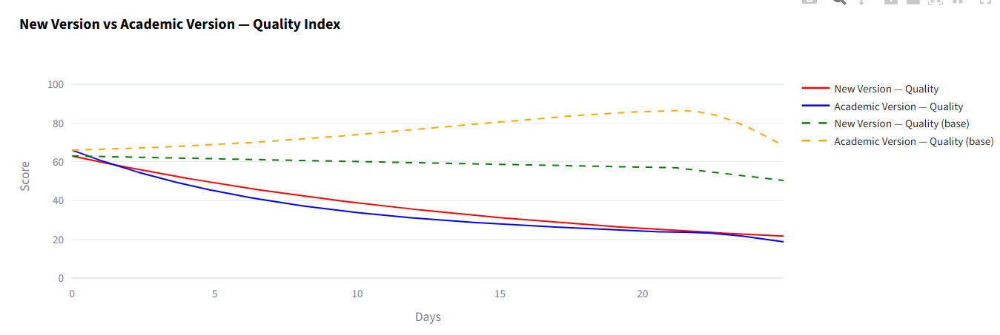 New Version vs Academic Version — Quality Index
100
80
60
40
20
0
Score
0 5 10 15 20
Days
New Version — Quality
Academic Version — Quality
New Version — Quality (base)
Academic Version — Quality (base)